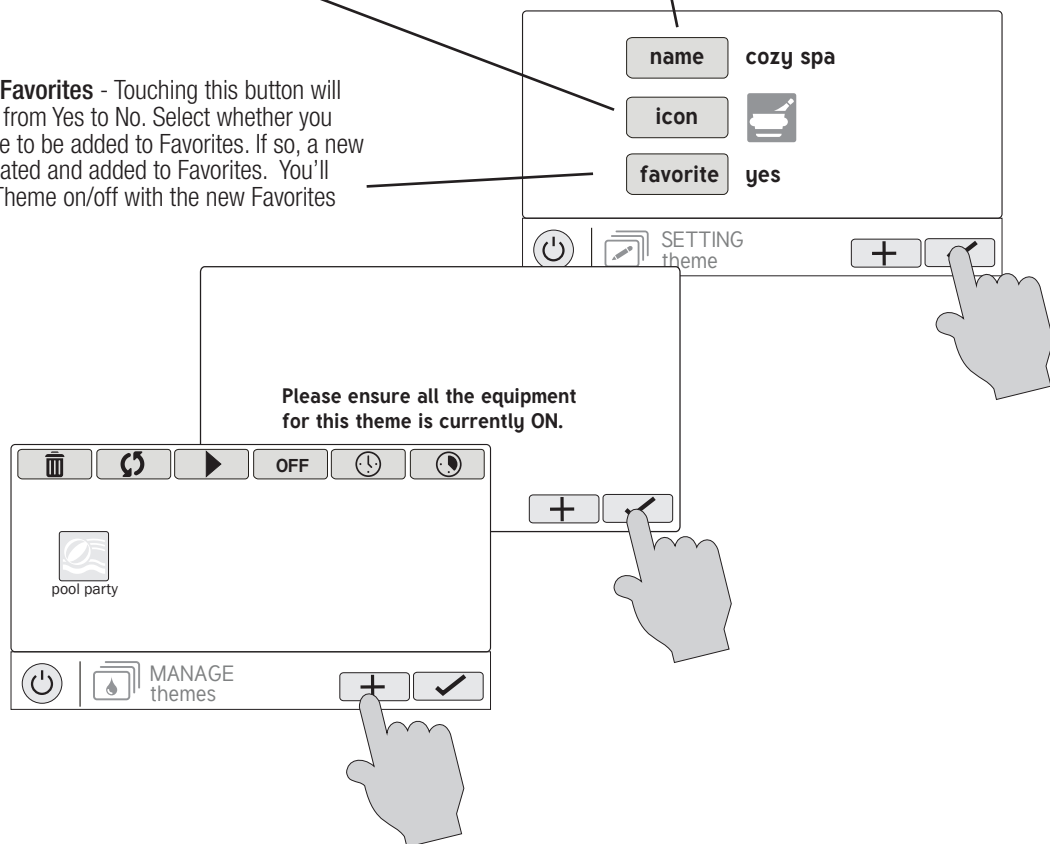 name cozy spa
Favorites - Touching this button will
from Yes to No. Select whether you
icon
e to be added to Favorites. If so, a new
ated and added to Favorites. You'll
favorite yes
Theme on/off with the new Favorites
SETTING
theme
Please ensure all the equipment
for this theme is currently ON.
OFF
pool party
MANAGE
themes